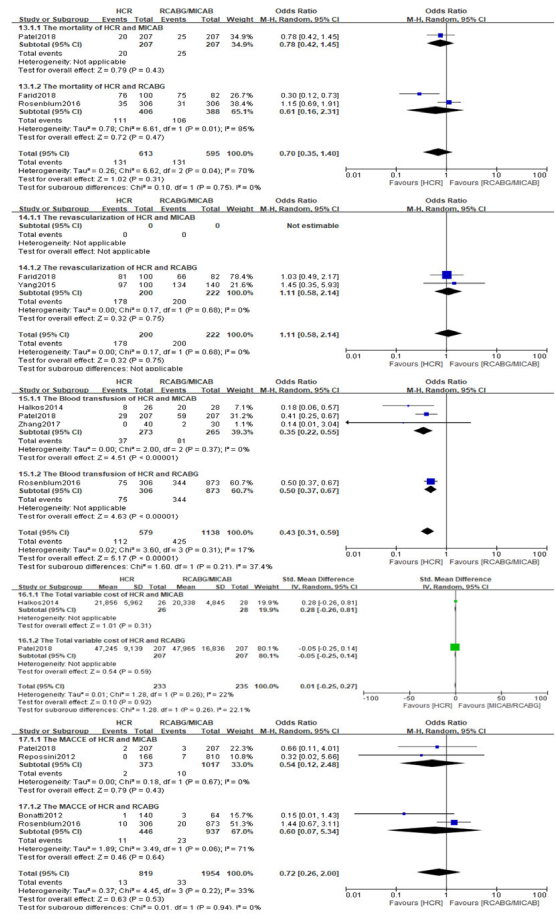 HCR RCABG/MICAB Odds Ratio Odds Ratio
Study or Subgroup Events Total Events Total Weight M-H, Random, 95% CI M-H, Random, 95% CI
13.1.1 The mortality of HCR and MICAB
Patel2018 20 207 25 207 34.9% 0.78 [0.42, 1.45]
Subtotal (95% CI) 207 207 34.9% 0.78 [0.42, 1.45]
Total events 20 25
Heterogeneity: Not applicable
Test for overall effect: Z = 0.79 (P = 0.43)
13.1.2 The mortality of HCR and RCABG
Farid2018 76 100 75 82 26.7% 0.30 [0.12, 0.73]
Rosenblum2016 35 306 31 306 38.4% 1.15 [0.69, 1.91]
Subtotal (95% CI) 406 388 65.1% 0.61 [0.16, 2.31]
Total events 111 106
Heterogeneity: Tau² = 0.78; Chi² = 6.61, df = 1 (P = 0.01); I² = 85%
Test for overall effect: Z = 0.72 (P = 0.47)
Total (95% CI) 613 595 100.0% 0.70 [0.35, 1.40]
Total events 131 131
Heterogeneity: Tau² = 0.26; Chi² = 6.62, df = 2 (P = 0.04); I² = 70%
Test for overall effect: Z = 1.02 (P = 0.31)
Test for subgroup differences: Chi² = 0.10, df = 1 (P = 0.75), I² = 0%
0.01 0.1 1 10 100
Favours [HCR] Favours [RCABG/MICAB]
HCR RCABG/MICAB Odds Ratio Odds Ratio
Study or Subgroup Events Total Events Total Weight M-H, Random, 95% CI M-H, Random, 95% CI
14.1.1 The revascularization of HCR and MICAB
Subtotal (95% CI) 0 0 Not estimable
Total events 0 0
Heterogeneity: Not applicable
Test for overall effect: Not applicable
14.1.2 The revascularization of HCR and RCABG
Farid2018 81 100 66 82 78.4% 1.03 [0.49, 2.17]
Yang2015 97 100 134 140 21.6% 1.45 [0.35, 5.93]
Subtotal (95% CI) 200 222 100.0% 1.11 [0.58, 2.14]
Total events 178 200
Heterogeneity: Tau² = 0.00; Chi² = 0.17, df = 1 (P = 0.68); I² = 0%
Test for overall effect: Z = 0.32 (P = 0.75)
Total (95% CI) 200 222 100.0% 1.11 [0.58, 2.14]
Total events 178 200
Heterogeneity: Tau² = 0.00; Chi² = 0.17, df = 1 (P = 0.68); I² = 0%
Test for overall effect: Z = 0.32 (P = 0.75)
Test for subgroup differences: Not applicable
0.01 0.1 1 10 100
Favours [HCR] Favours [RCABG/MICAB]
HCR RCABG/MICAB Odds Ratio Odds Ratio
Study or Subgroup Events Total Events Total Weight M-H, Random, 95% CI M-H, Random, 95% CI
15.1.1 The Blood transfusion of HCR and MICAB
Halkos2014 8 26 20 28 7.1% 0.18 [0.06, 0.57]
Patel2018 29 207 59 207 31.2% 0.41 [0.25, 0.67]
Zhang2017 0 40 2 30 1.0% 0.14 [0.01, 3.04]
Subtotal (95% CI) 273 265 39.3% 0.35 [0.22, 0.55]
Total events 37 81
Heterogeneity: Tau² = 0.00; Chi² = 2.00, df = 2 (P = 0.37); I² = 0%
Test for overall effect: Z = 4.51 (P < 0.00001)
15.1.2 The Blood transfusion of HCR and RCABG
Rosenblum2016 75 306 344 873 60.7% 0.50 [0.37, 0.67]
Subtotal (95% CI) 306 873 60.7% 0.50 [0.37, 0.67]
Total events 75 344
Heterogeneity: Not applicable
Test for overall effect: Z = 4.63 (P < 0.00001)
Total (95% CI) 579 1138 100.0% 0.43 [0.31, 0.59]
Total events 112 425
Heterogeneity: Tau² = 0.02; Chi² = 3.60, df = 3 (P = 0.31); I² = 17%
Test for overall effect: Z = 5.17 (P < 0.00001)
Test for subgroup differences: Chi² = 1.60, df = 1 (P = 0.21), I² = 37.4%
0.01 0.1 1 10 100
Favours [HCR] Favours [RCABG/MICAB]
HCR RCABG/MICAB Std. Mean Difference Std. Mean Difference
Study or Subgroup Mean SD Total Mean SD Total Weight IV, Random, 95% CI IV, Random, 95% CI
16.1.1 The Total variable cost of HCR and MICAB
Halkos2014 21,856 5,962 26 20,338 4,845 28 19.9% 0.28 [-0.26, 0.81]
Subtotal (95% CI) 26 28 19.9% 0.28 [-0.26, 0.81]
Heterogeneity: Not applicable
Test for overall effect: Z = 1.01 (P = 0.31)
16.1.2 The Total variable cost of HCR and RCABG
Patel2018 47,245 9,139 207 47,965 16,836 207 80.1% -0.05 [-0.25, 0.14]
Subtotal (95% CI) 207 207 80.1% -0.05 [-0.25, 0.14]
Heterogeneity: Not applicable
Test for overall effect: Z = 0.54 (P = 0.59)
Total (95% CI) 233 235 100.0% 0.01 [-0.25, 0.27]
Heterogeneity: Tau² = 0.01; Chi² = 1.28, df = 1 (P = 0.26); I² = 22%
Test for overall effect: Z = 0.10 (P = 0.92)
Test for subgroup differences: Chi² = 1.28, df = 1 (P = 0.26), I² = 22.1%
-100 -50 0 50 100
Favours [HCR] Favours [MICAB/RCABG]
HCR RCABG/MICAB Odds Ratio Odds Ratio
Study or Subgroup Events Total Events Total Weight M-H, Random, 95% CI M-H, Random, 95% CI
17.1.1 The MACCE of HCR and MICAB
Patel2018 2 207 3 207 22.3% 0.66 [0.11, 4.01]
Repossini2012 0 166 7 810 10.8% 0.32 [0.02, 5.66]
Subtotal (95% CI) 373 1017 33.0% 0.54 [0.12, 2.48]
Total events 2 10
Heterogeneity: Tau² = 0.00; Chi² = 0.18, df = 1 (P = 0.67); I² = 0%
Test for overall effect: Z = 0.79 (P = 0.43)
17.1.2 The MACCE of HCR and RCABG
Bonatti2012 1 140 3 64 15.7% 0.15 [0.01, 1.43]
Rosenblum2016 10 306 20 873 51.3% 1.44 [0.67, 3.11]
Subtotal (95% CI) 446 937 67.0% 0.60 [0.07, 5.34]
Total events 11 23
Heterogeneity: Tau² = 1.89; Chi² = 3.49, df = 1 (P = 0.06); I² = 71%
Test for overall effect: Z = 0.46 (P = 0.64)
Total (95% CI) 819 1954 100.0% 0.72 [0.26, 2.00]
Total events 13 33
Heterogeneity: Tau² = 0.37; Chi² = 4.45, df = 3 (P = 0.22); I² = 33%
Test for overall effect: Z = 0.63 (P = 0.53)
Test for subgroup differences: Chi² = 0.01, df = 1 (P = 0.94), I² = 0%
0.01 0.1 1 10 100
Favours [HCR] Favours [RCABG/MICAB]